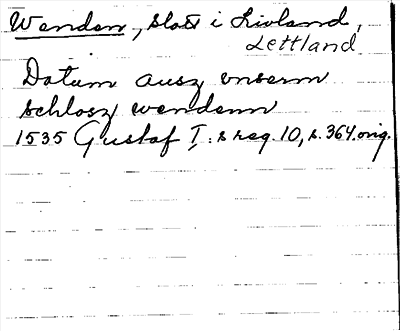 Wenden, slott i Livland,
Lettland
Datum ausz vnserm
schlosz wendenn
1535 Gustaf I:s reg. 10, s. 364. orig.